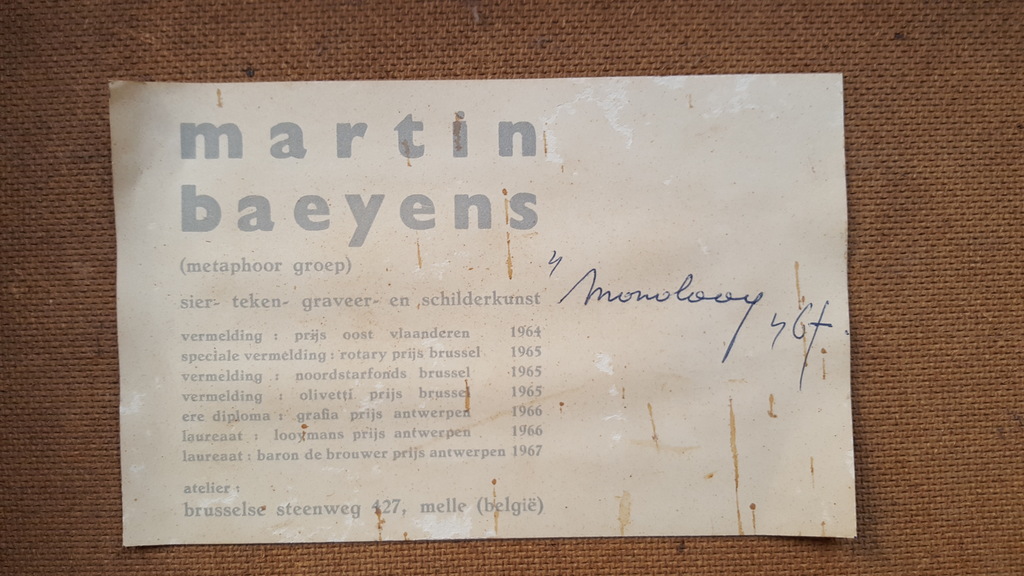 martin
baeyens
(metaphoor groep)
sier- teken- graveer- en schilderkunst
"Monoloog" 67.
vermelding : prijs oost vlaanderen 1964
speciale vermelding : rotary prijs brussel 1965
vermelding : noordstarfonds brussel 1965
vermelding : olivetti prijs brussel 1965
ere diploma : grafia prijs antwerpen 1966
laureaat : looymans prijs antwerpen 1966
laureaat : baron de brouwer prijs antwerpen 1967
atelier :
brusselse steenweg 427, melle (belgië)